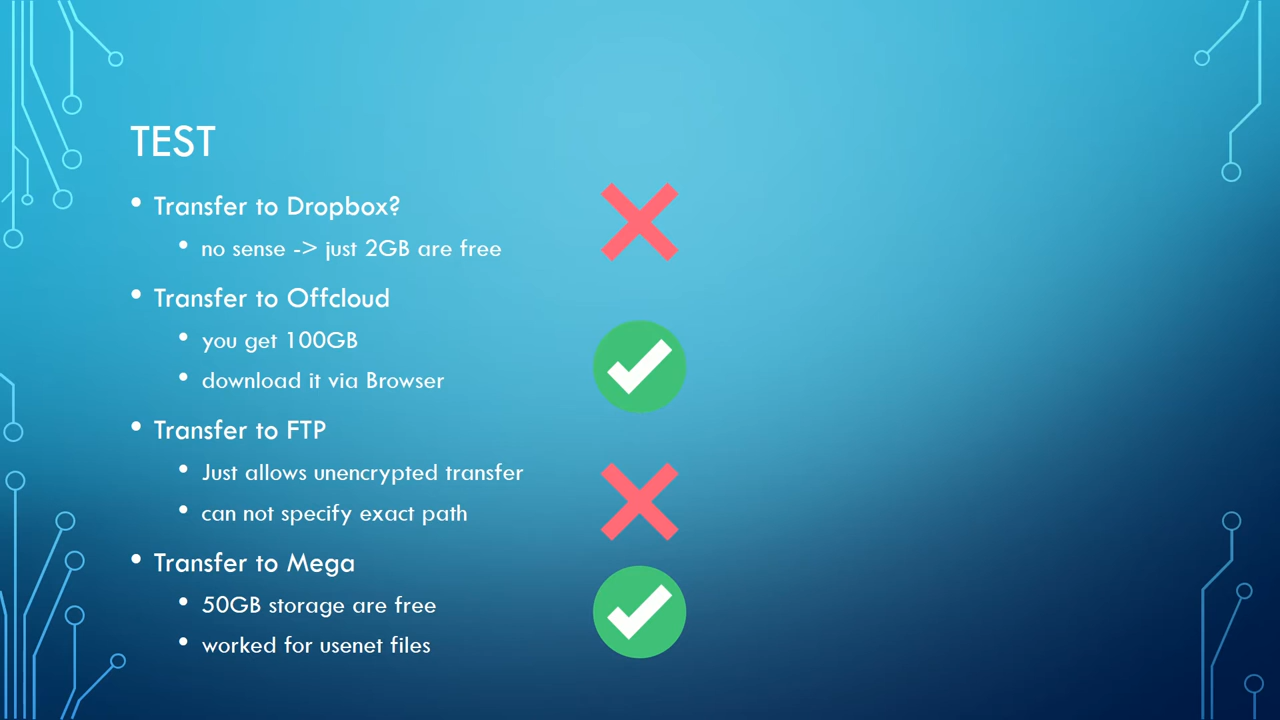 TEST
• Transfer to Dropbox?
• no sense -> just 2GB are free
• Transfer to Offcloud
• you get 100GB
• download it via Browser
• Transfer to FTP
• Just allows unencrypted transfer
• can not specify exact path
• Transfer to Mega
• 50GB storage are free
• worked for usenet files